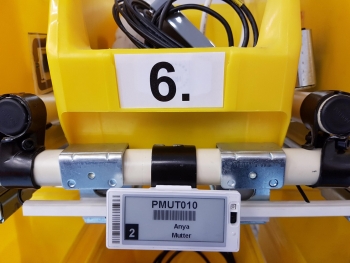 6.
PMUT010
Anya
2
Mutter